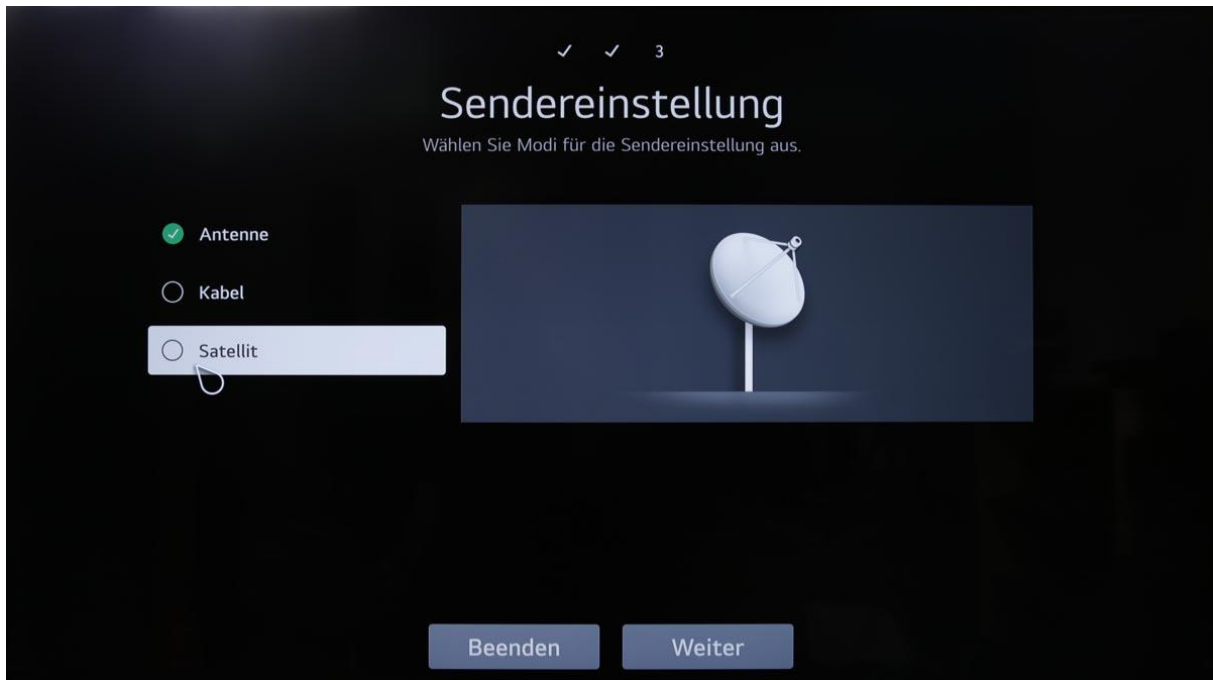 3
Sendereinstellung
Wählen Sie Modi für die Sendereinstellung aus.
Antenne
Kabel
Satellit
Beenden
Weiter